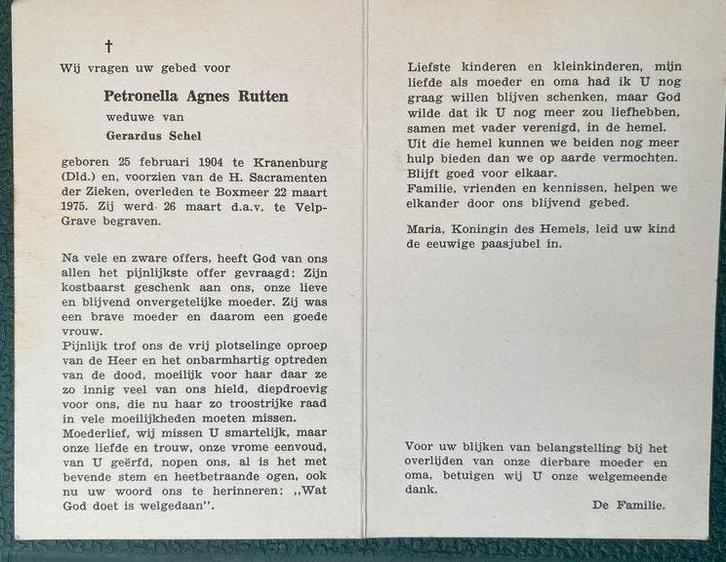 †
Wij vragen uw gebed voor
Petronella Agnes Rutten
weduwe van
Gerardus Schel
geboren 25 februari 1904 te Kranenburg
(Dld.) en, voorzien van de H. Sacramenten
der Zieken, overleden te Boxmeer 22 maart
1975. Zij werd 26 maart d.a.v. te Velp-
Grave begraven.
Na vele en zware offers, heeft God van ons
allen het pijnlijkste offer gevraagd: Zijn
kostbaarst geschenk aan ons, onze lieve
en blijvend onvergetelijke moeder. Zij was
een brave moeder en daarom een goede
vrouw.
Pijnlijk trof ons de vrij plotselinge oproep
van de Heer en het onbarmhartig optreden
van de dood, moeilijk voor haar daar ze
zo innig veel van ons hield, diepdroevig
voor ons, die nu haar zo troostrijke raad
in vele moeilijkheden moeten missen.
Moederlief, wij missen U smartelijk, maar
onze liefde en trouw, onze vrome eenvoud,
van U geërfd, nopen ons, al is het met
bevende stem en heetbetraande ogen, ook
nu uw woord ons te herinneren: ,,Wat
God doet is welgedaan".
Liefste kinderen en kleinkinderen, mijn
liefde als moeder en oma had ik U nog
graag willen blijven schenken, maar God
wilde dat ik U nog meer zou liefhebben,
samen met vader verenigd, in de hemel.
Uit die hemel kunnen we beiden nog meer
hulp bieden dan we op aarde vermochten.
Blijft goed voor elkaar.
Familie, vrienden en kennissen, helpen we
elkander door ons blijvend gebed.
Maria, Koningin des Hemels, leid uw kind
de eeuwige paasjubel in.
Voor uw blijken van belangstelling bij het
overlijden van onze dierbare moeder en
oma, betuigen wij U onze welgemeende
dank.
De Familie.